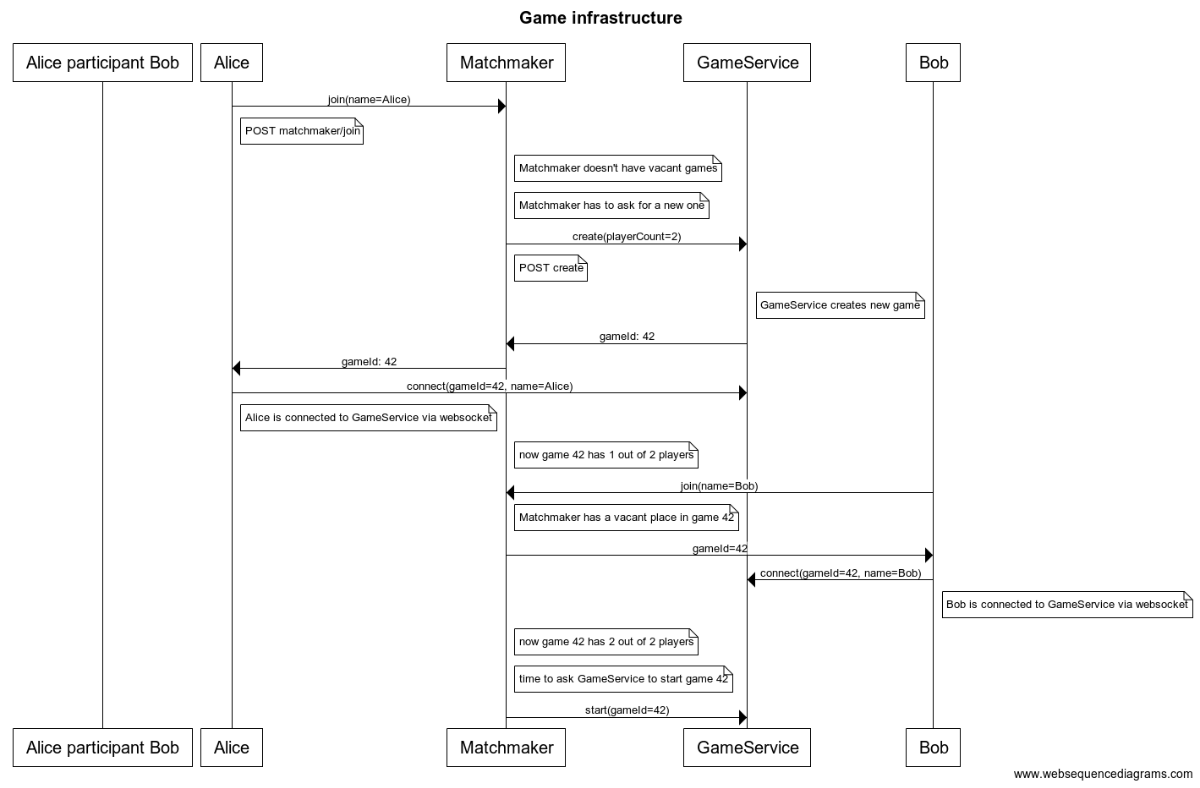 Game infrastructure
Alice participant Bob
Alice
Matchmaker
GameService
Bob
join(name=Alice)
POST matchmaker/join
Matchmaker doesn't have vacant games
Matchmaker has to ask for a new one
create(playerCount=2)
POST create
GameService creates new game
gameId: 42
gameId: 42
connect(gameId=42, name=Alice)
Alice is connected to GameService via websocket
now game 42 has 1 out of 2 players
join(name=Bob)
Matchmaker has a vacant place in game 42
gameId=42
connect(gameId=42, name=Bob)
Bob is connected to GameService via websocket
now game 42 has 2 out of 2 players
time to ask GameService to start game 42
start(gameId=42)
Alice participant Bob
Alice
Matchmaker
GameService
Bob
www.websequencediagrams.com